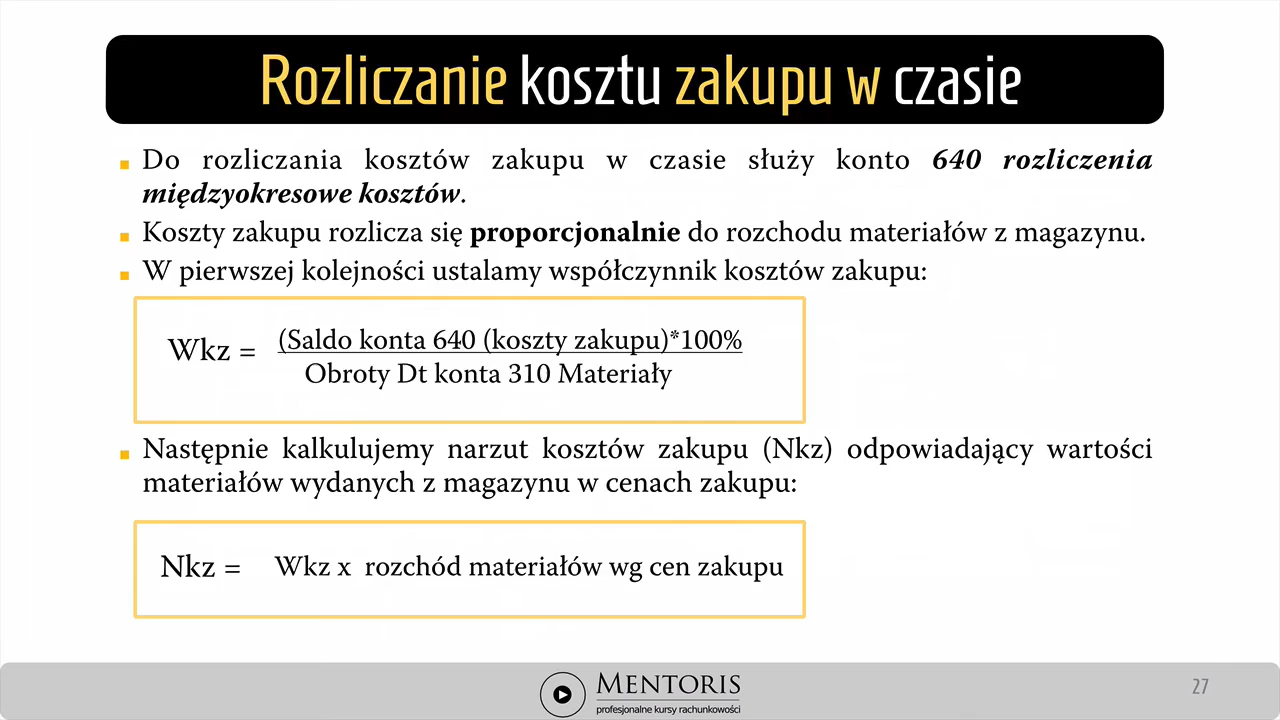 Rozliczanie kosztu zakupu w czasie
Do rozliczania kosztów zakupu w czasie służy konto 640 rozliczenia
międzyokresowe kosztów.
Koszty zakupu rozlicza się proporcjonalnie do rozchodu materiałów z magazynu.
W pierwszej kolejności ustalamy współczynnik kosztów zakupu:
Wkz = (Saldo konta 640 (koszty zakupu)*100%
Obroty Dt konta 310 Materiały
Następnie kalkulujemy narzut kosztów zakupu (Nkz) odpowiadający wartości
materiałów wydanych z magazynu w cenach zakupu:
Nkz = Wkz x rozchód materiałów wg cen zakupu
MENTORIS
profesjonalne kursy rachunkowości
27